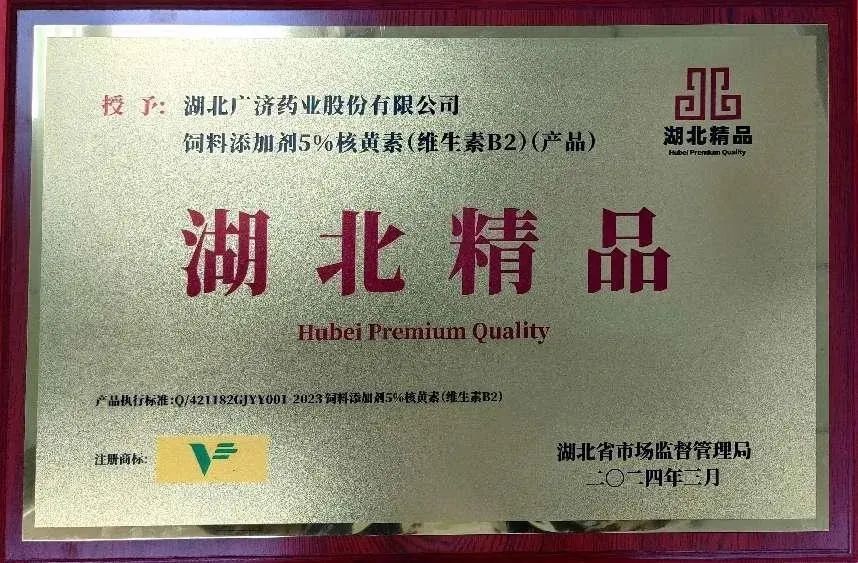 授 予: 湖北广济药业股份有限公司
饲料添加剂5%核黄素(维生素B2)(产品)
湖北精品
Hubei Premium Quality
湖北精品
Hubei Premium Quality
产品执行标准:Q/421182GJYY001-2023 饲料添加剂5%核黄素(维生素B2)
注册商标:
湖北省市场监督管理局
二〇二四年三月